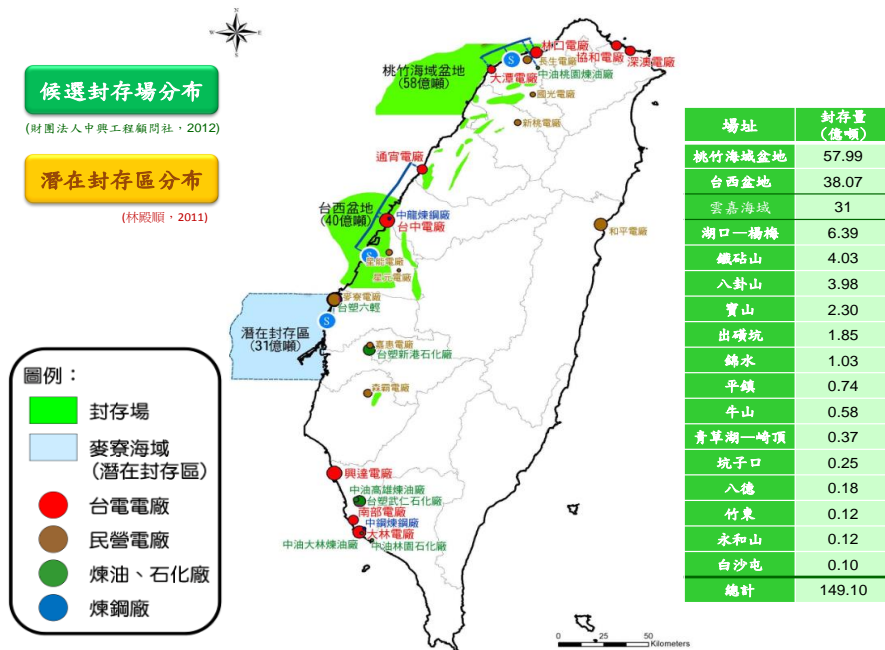 候選封存場分布
(財團法人中興工程顧問社，2012)
潛在封存區分布
(林殿順，2011)
桃竹海域盆地
(58億噸)
林口電廠
協和電廠
深澳電廠
長生電廠
中油桃園煉油廠
大潭電廠
國光電廠
新桃電廠
通宵電廠
台西盆地
(40億噸)
中龍煉鋼廠
台中電廠
和平電廠
星能電廠
星元電廠
麥寮電廠
台塑六輕
潛在封存區
(31億噸)
嘉惠電廠
台塑新港石化廠
森霸電廠
興達電廠
中油高雄煉油廠
台塑武仁石化廠
南部電廠
中鋼煉鋼廠
大林電廠
中油大林煉油廠
中油林園石化廠
S
S
S
圖例：
封存場
麥寮海域
(潛在封存區)
台電電廠
民營電廠
煉油、石化廠
煉鋼廠
場址 封存量
(億噸)
桃竹海域盆地 57.99
台西盆地 38.07
雲嘉海域 31
湖口—楊梅 6.39
鐵砧山 4.03
八卦山 3.98
寶山 2.30
出磺坑 1.85
錦水 1.03
平鎮 0.74
牛山 0.58
青草湖—崎頂 0.37
坑子口 0.25
八德 0.18
竹東 0.12
永和山 0.12
白沙屯 0.10
總計 149.10
0 12.5 25 50
Kilometers